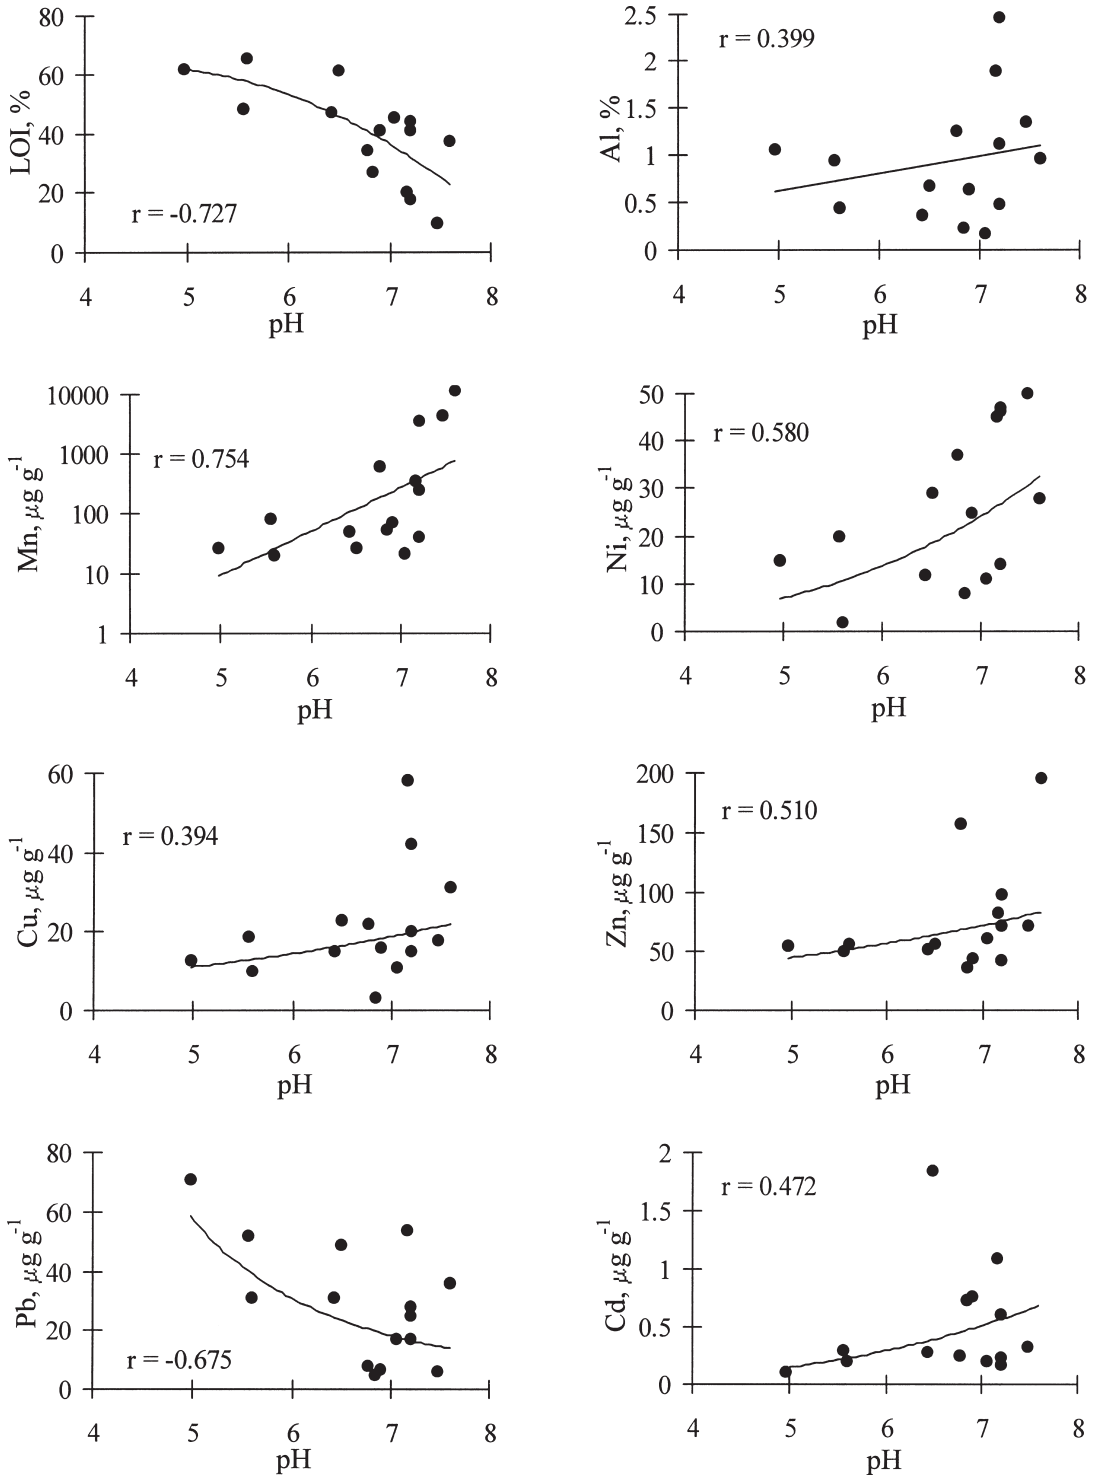 80
60
40
20
0
LOI, %
r = -0.727
4 5 6 7 8
pH
2.5
2
1.5
1
0.5
0
Al, %
r = 0.399
4 5 6 7 8
pH
10000
1000
100
10
1
Mn, µg g⁻¹
r = 0.754
4 5 6 7 8
pH
50
40
30
20
10
0
Ni, µg g⁻¹
r = 0.580
4 5 6 7 8
pH
60
40
20
0
Cu, µg g⁻¹
r = 0.394
4 5 6 7 8
pH
200
150
100
50
0
Zn, µg g⁻¹
r = 0.510
4 5 6 7 8
pH
80
60
40
20
0
Pb, µg g⁻¹
r = -0.675
4 5 6 7 8
pH
2
1.5
1
0.5
0
Cd, µg g⁻¹
r = 0.472
4 5 6 7 8
pH